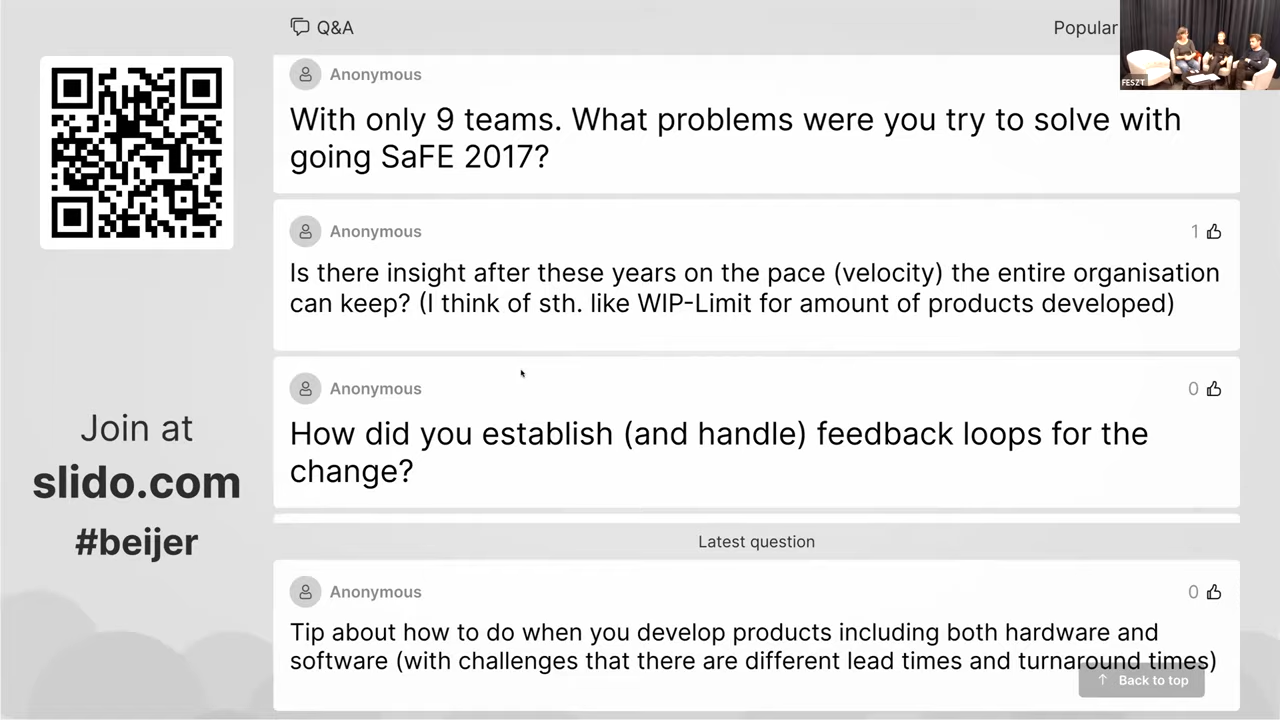 Q&A
Popular
FESZT
Anonymous
With only 9 teams. What problems were you try to solve with
going SaFE 2017?
Anonymous
1
Is there insight after these years on the pace (velocity) the entire organisation
can keep? (I think of sth. like WIP-Limit for amount of products developed)
Anonymous
0
How did you establish (and handle) feedback loops for the
change?
Join at
slido.com
#beijer
Latest question
Anonymous
0
Tip about how to do when you develop products including both hardware and
software (with challenges that there are different lead times and turnaround times)
Back to top